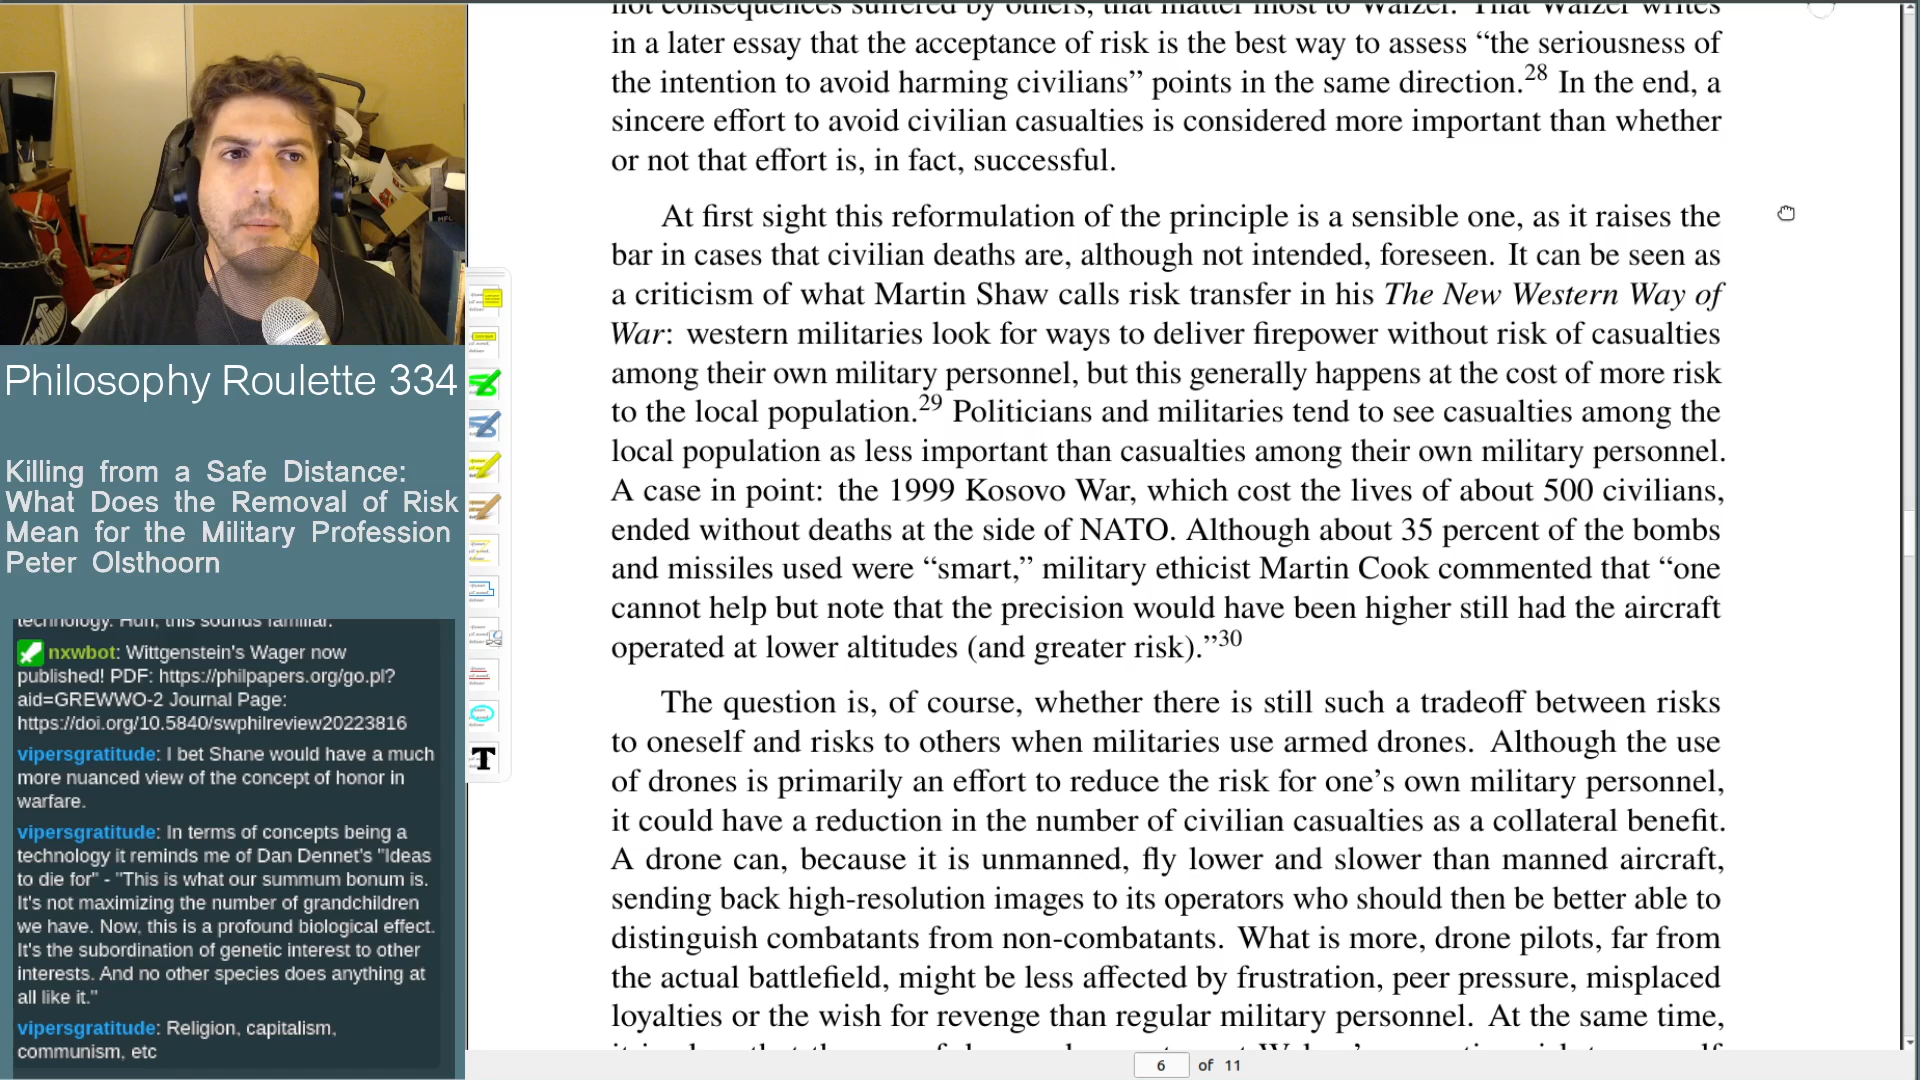 not consequences suffered by others, that matter most to Walzer. That Walzer writes
in a later essay that the acceptance of risk is the best way to assess “the seriousness of
the intention to avoid harming civilians” points in the same direction.28 In the end, a
sincere effort to avoid civilian casualties is considered more important than whether
or not that effort is, in fact, successful.
At first sight this reformulation of the principle is a sensible one, as it raises the
bar in cases that civilian deaths are, although not intended, foreseen. It can be seen as
a criticism of what Martin Shaw calls risk transfer in his The New Western Way of
War: western militaries look for ways to deliver firepower without risk of casualties
among their own military personnel, but this generally happens at the cost of more risk
to the local population.29 Politicians and militaries tend to see casualties among the
local population as less important than casualties among their own military personnel.
A case in point: the 1999 Kosovo War, which cost the lives of about 500 civilians,
ended without deaths at the side of NATO. Although about 35 percent of the bombs
and missiles used were “smart,” military ethicist Martin Cook commented that “one
cannot help but note that the precision would have been higher still had the aircraft
operated at lower altitudes (and greater risk).”30
The question is, of course, whether there is still such a tradeoff between risks
to oneself and risks to others when militaries use armed drones. Although the use
of drones is primarily an effort to reduce the risk for one’s own military personnel,
it could have a reduction in the number of civilian casualties as a collateral benefit.
A drone can, because it is unmanned, fly lower and slower than manned aircraft,
sending back high-resolution images to its operators who should then be better able to
distinguish combatants from non-combatants. What is more, drone pilots, far from
the actual battlefield, might be less affected by frustration, peer pressure, misplaced
loyalties or the wish for revenge than regular military personnel. At the same time,
6 of 11
T
Philosophy Roulette 334
Killing from a Safe Distance:
What Does the Removal of Risk
Mean for the Military Profession
Peter Olsthoorn
technology. Huh, this sounds familiar.
nxwbot: Wittgenstein's Wager now
published! PDF: https://philpapers.org/go.pl?
aid=GREWWO-2 Journal Page:
https://doi.org/10.5840/swphilreview20223816
vipersgratitude: I bet Shane would have a much
more nuanced view of the concept of honor in
warfare.
vipersgratitude: In terms of concepts being a
technology it reminds me of Dan Dennet's "Ideas
to die for" - "This is what our summum bonum is.
It's not maximizing the number of grandchildren
we have. Now, this is a profound biological effect.
It's the subordination of genetic interest to other
interests. And no other species does anything at
all like it."
vipersgratitude: Religion, capitalism,
communism, etc